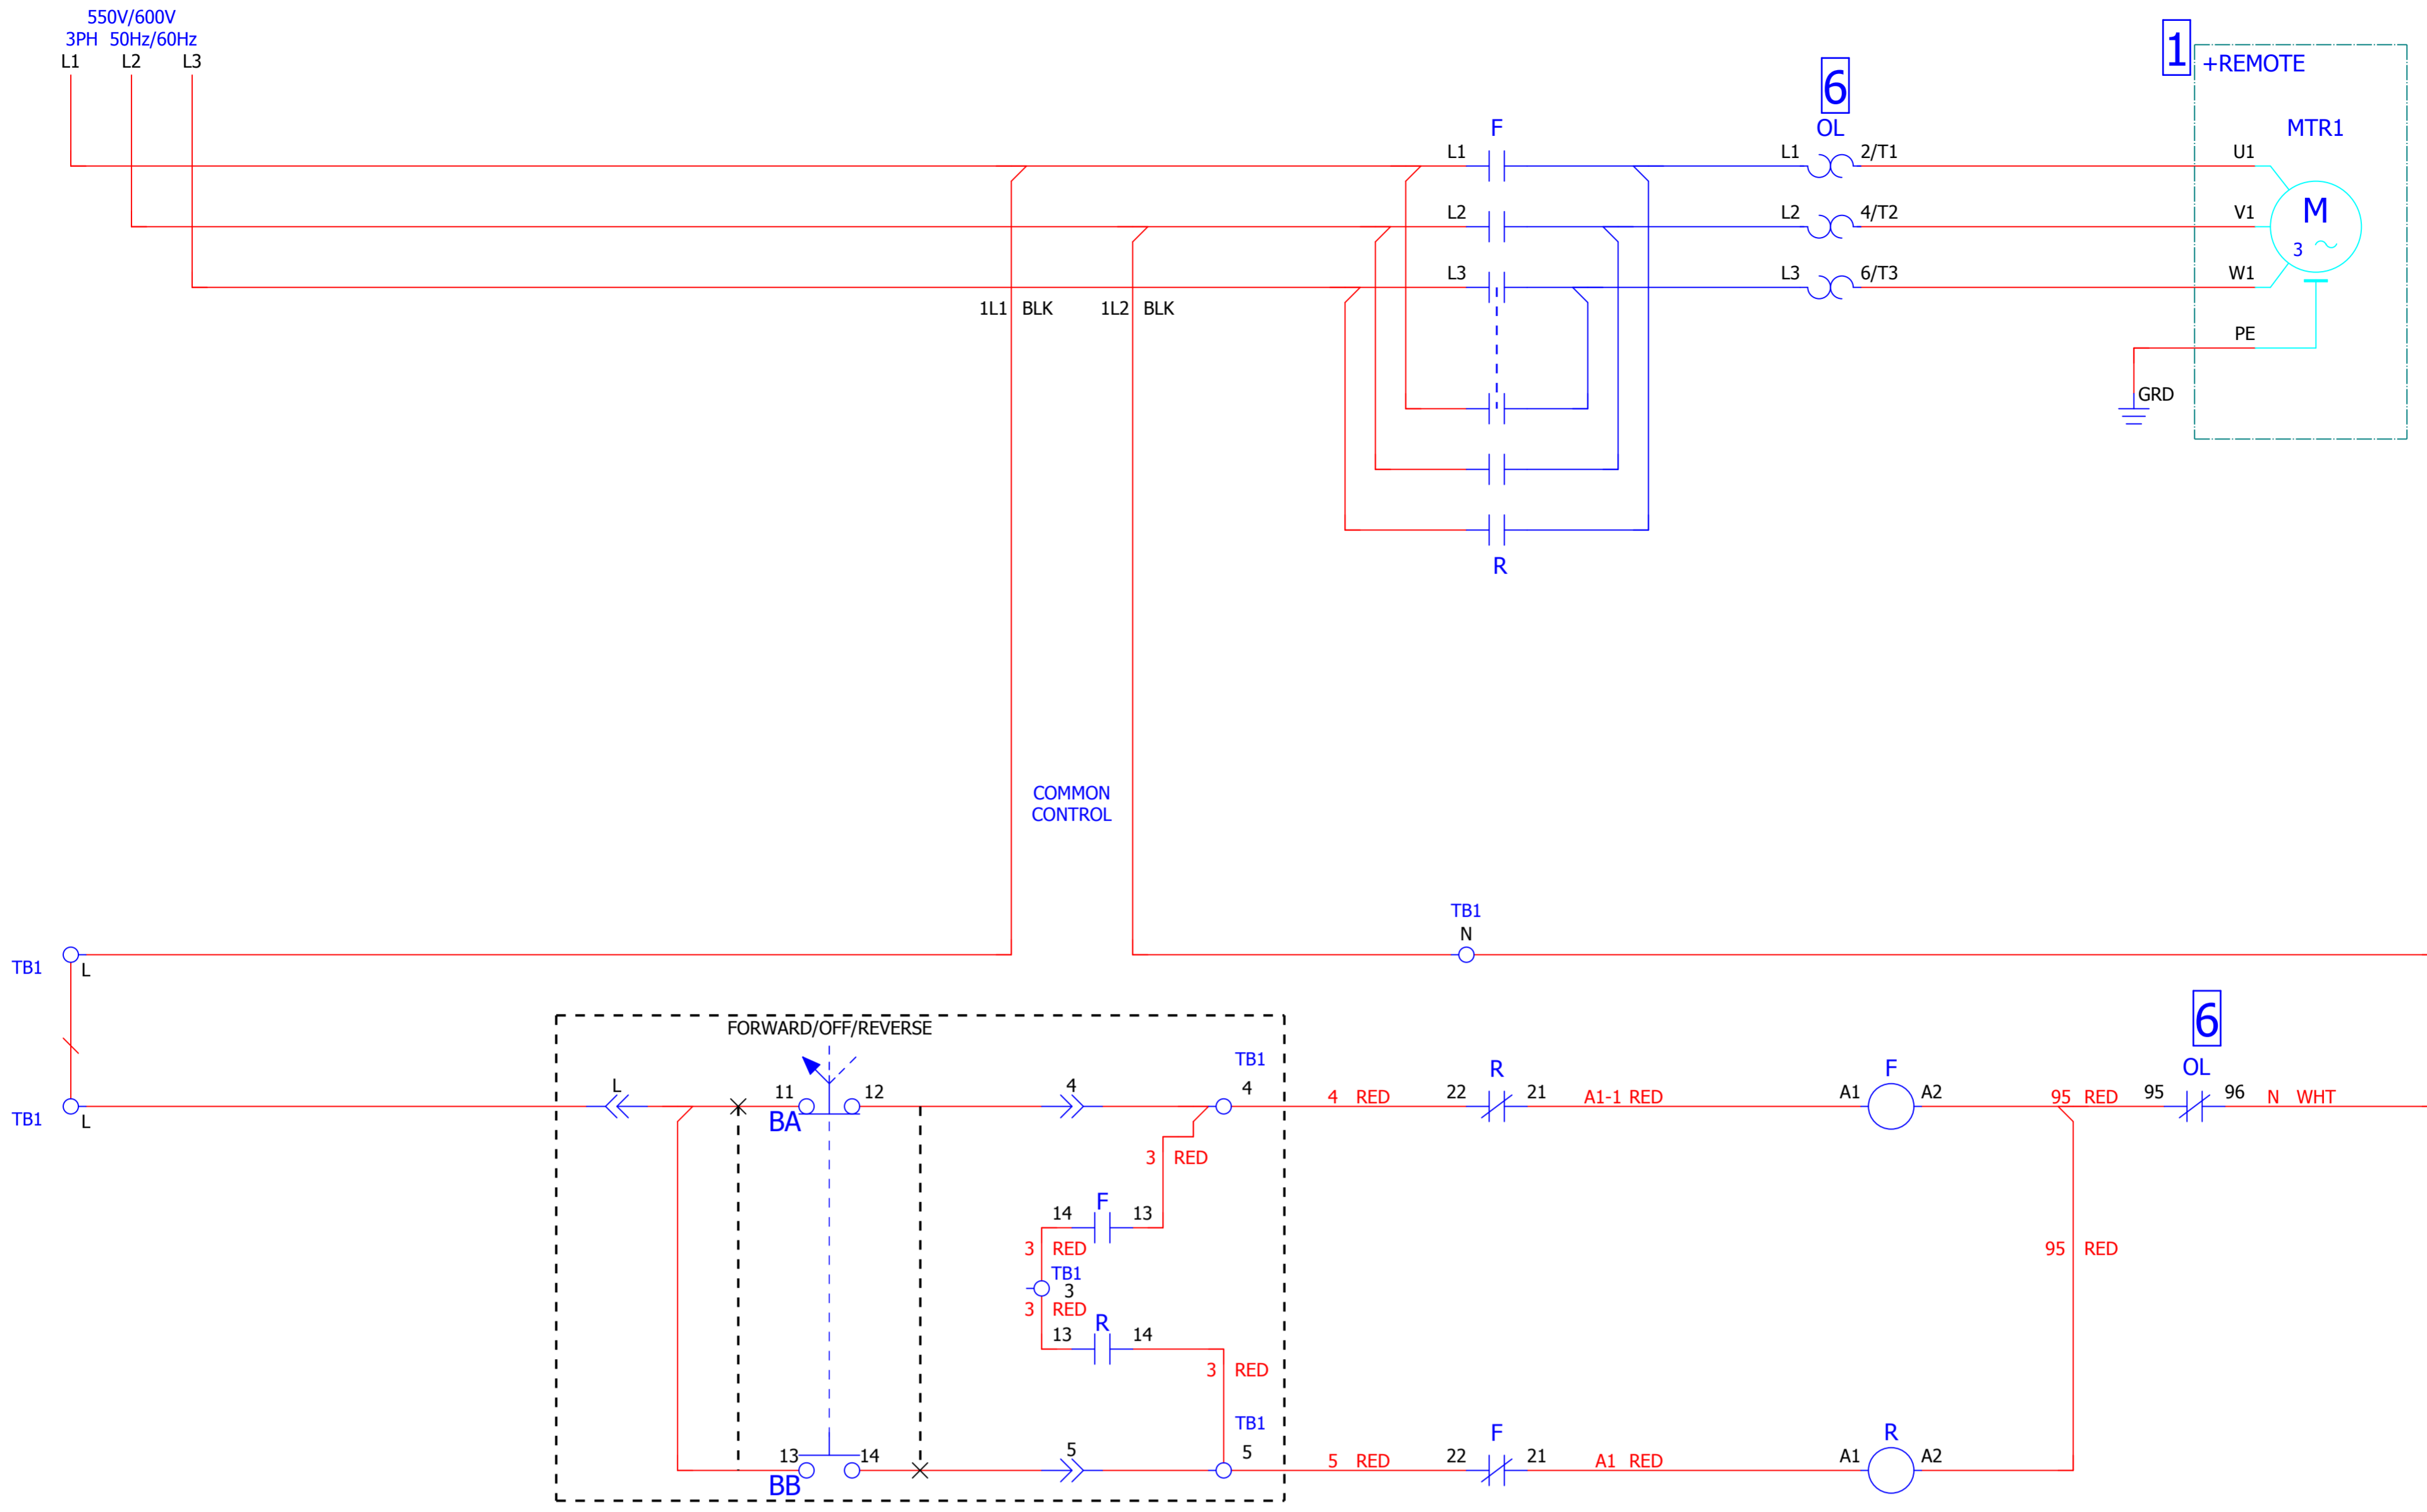 550V/600V
3PH 50Hz/60Hz
L1 L2 L3
1
+REMOTE
6
F
OL
MTR1
L1
L1
2/T1
U1
L2
L2
4/T2
V1
M
3
L3
L3
6/T3
W1
1L1 BLK
1L2 BLK
PE
GRD
R
COMMON
CONTROL
TB1
N
TB1
L
FORWARD/OFF/REVERSE
6
TB1
R
F
OL
L
11
12
4
4
4 RED
22
21
A1-1 RED
A1
A2
95 RED
95
96
N WHT
TB1
L
BA
3 RED
F
14
13
3 RED
95 RED
TB1
3
3 RED
R
13
14
3 RED
TB1
F
R
13
14
5
5
5 RED
22
21
A1 RED
A1
A2
BB